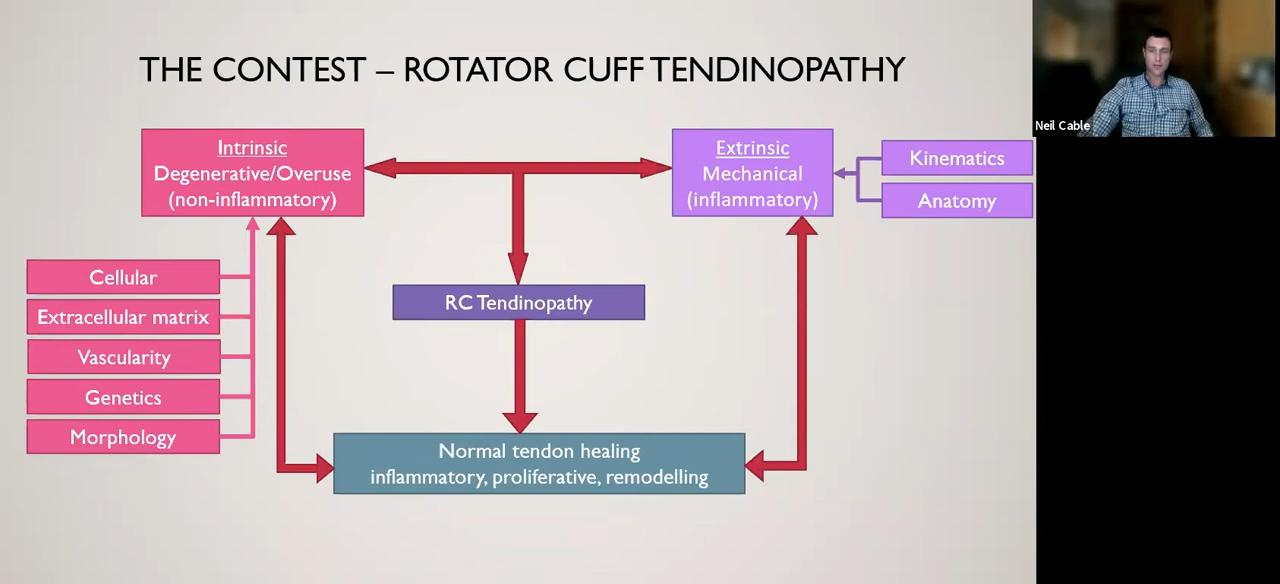 THE CONTEST – ROTATOR CUFF TENDINOPATHY
Neil Cable
Intrinsic
Degenerative/Overuse
(non-inflammatory)
Extrinsic
Mechanical
(inflammatory)
Kinematics
Anatomy
Cellular
Extracellular matrix
Vascularity
Genetics
Morphology
RC Tendinopathy
Normal tendon healing
inflammatory, proliferative, remodelling